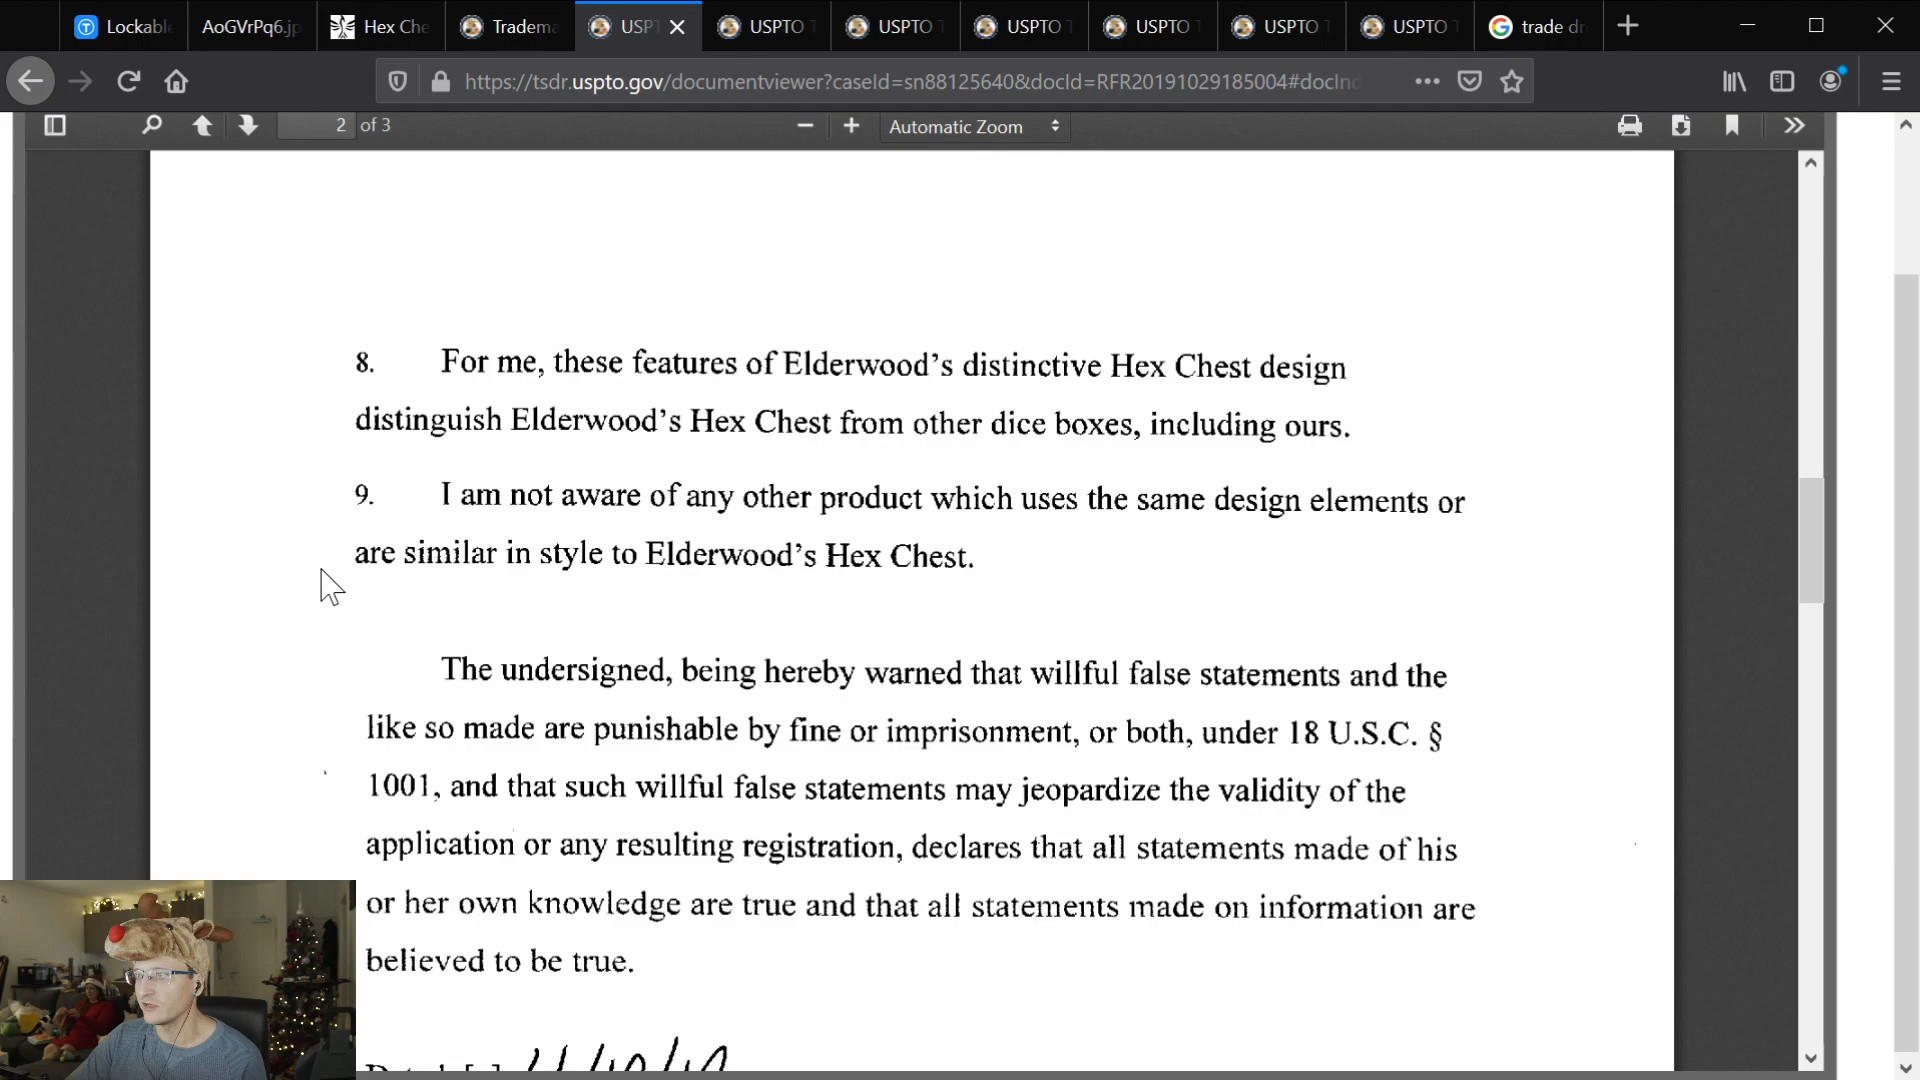 Lockable
AoGVrPq6.jp
Hex Che
Tradema
USPT
USPTO T
USPTO T
USPTO T
USPTO T
USPTO T
USPTO T
trade dr
https://tsdr.uspto.gov/documentviewer?caseId=sn88125640&docId=RFR20191029185004#docInd
2 of 3
Automatic Zoom
8. For me, these features of Elderwood's distinctive Hex Chest design
distinguish Elderwood's Hex Chest from other dice boxes, including ours.
9. I am not aware of any other product which uses the same design elements or
are similar in style to Elderwood's Hex Chest.
The undersigned, being hereby warned that willful false statements and the
like so made are punishable by fine or imprisonment, or both, under 18 U.S.C. §
1001, and that such willful false statements may jeopardize the validity of the
application or any resulting registration, declares that all statements made of his
or her own knowledge are true and that all statements made on information are
believed to be true.